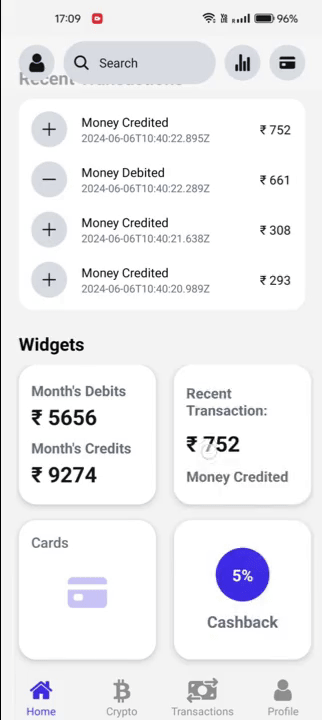 17:09
96%
Search
Recent Transactions
Money Credited
2024-06-06T10:40:22.895Z
₹ 752
Money Debited
2024-06-06T10:40:22.289Z
₹ 661
Money Credited
2024-06-06T10:40:21.638Z
₹ 308
Money Credited
2024-06-06T10:40:20.989Z
₹ 293
Widgets
Month's Debits
₹ 5656
Month's Credits
₹ 9274
Recent
Transaction:
₹ 752
Money Credited
Cards
5%
Cashback
Home
Crypto
Transactions
Profile